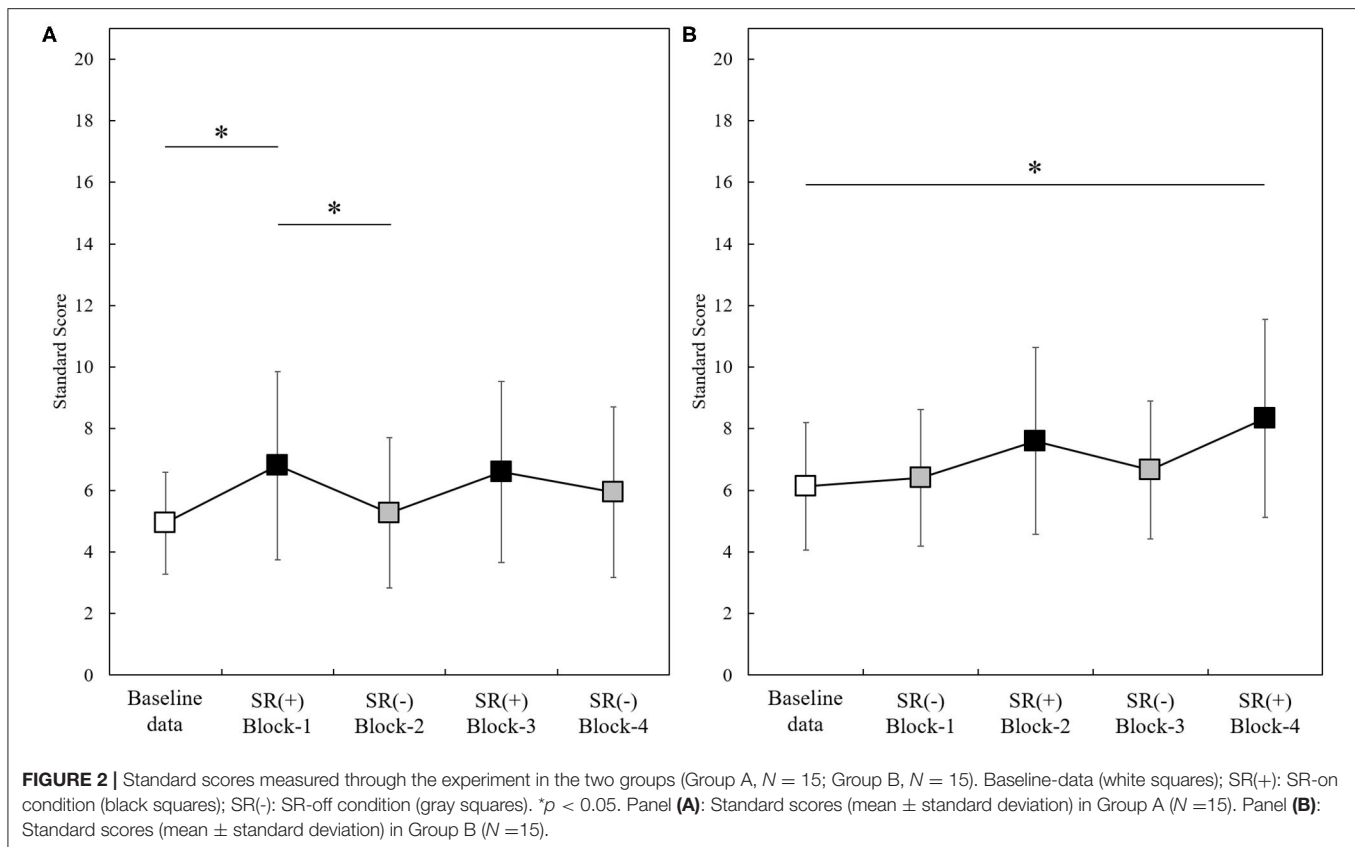 A
20
18
16
14
12
10
8
6
4
2
0
Standard Score
*
*
Baseline data
SR(+) Block-1
SR(-) Block-2
SR(+) Block-3
SR(-) Block-4
B
20
18
16
14
12
10
8
6
4
2
0
Standard Score
*
Baseline data
SR(-) Block-1
SR(+) Block-2
SR(-) Block-3
SR(+) Block-4
FIGURE 2 | Standard scores measured through the experiment in the two groups (Group A, N = 15; Group B, N = 15). Baseline-data (white squares); SR(+): SR-on
condition (black squares); SR(-): SR-off condition (gray squares). *p < 0.05. Panel (A): Standard scores (mean ± standard deviation) in Group A (N =15). Panel (B):
Standard scores (mean ± standard deviation) in Group B (N =15).